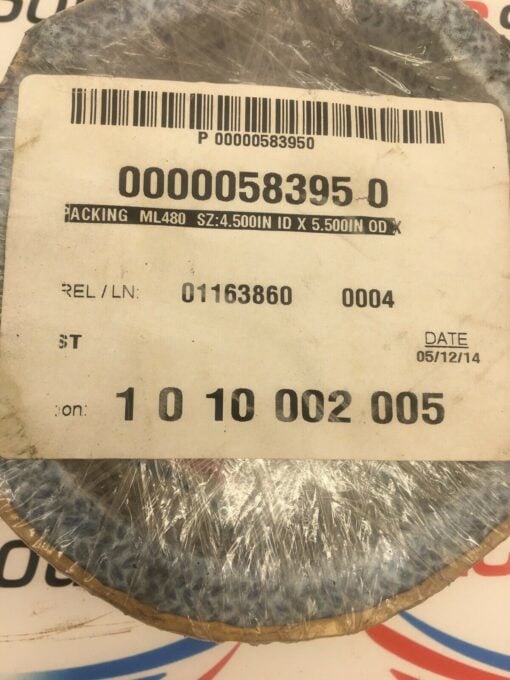 P 00000583950
0000058395 0
PACKING ML480 SZ:4.500IN ID X 5.500IN OD X
REL / LN: 01163860 0004
ST
DATE
05/12/14
on: 1 0 10 002 005